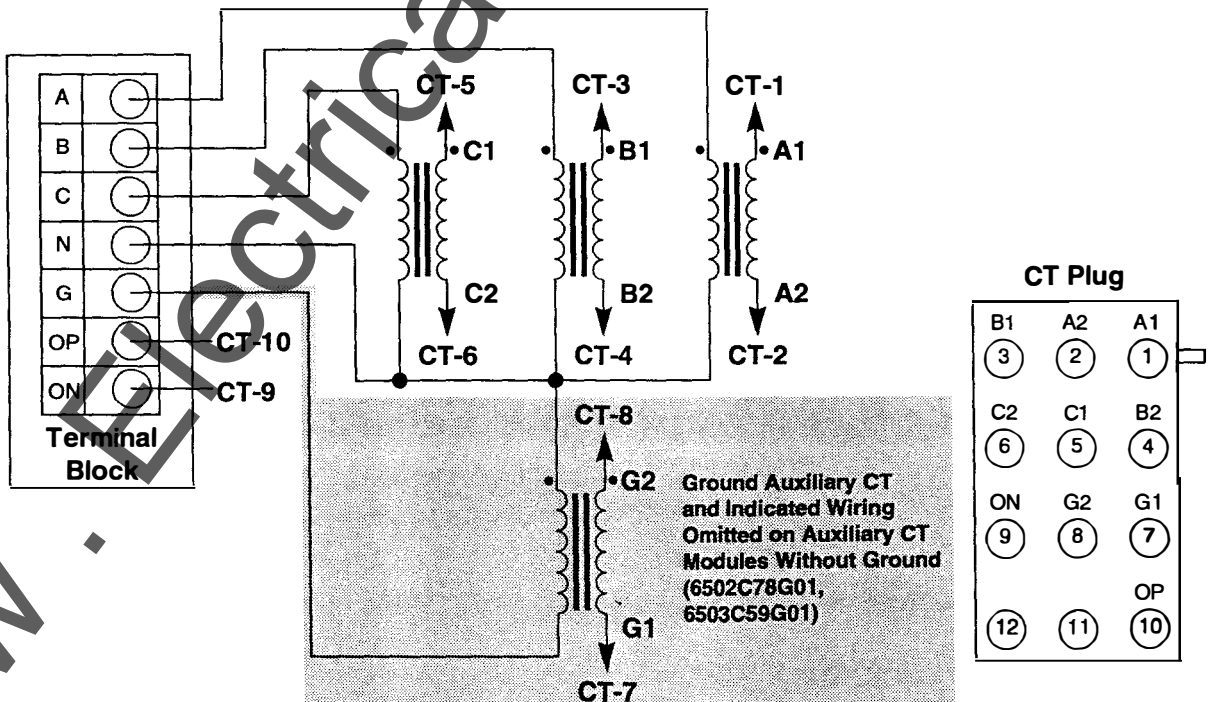 A
B
C
N
G
OP
ON
Terminal
Block
CT-10
CT-9
CT-5
CT-3
CT-1
C1
B1
A1
C2
B2
A2
CT-6
CT-4
CT-2
CT-8
G2
G1
CT-7
Ground Auxiliary CT
and Indicated Wiring
Omitted on Auxiliary CT
Modules Without Ground
(6502C78G01,
6503C59G01)
CT Plug
B1 A2 A1
3 2 1
C2 C1 B2
6 5 4
ON G2 G1
9 8 7
OP
12 11 10
w . Electrica